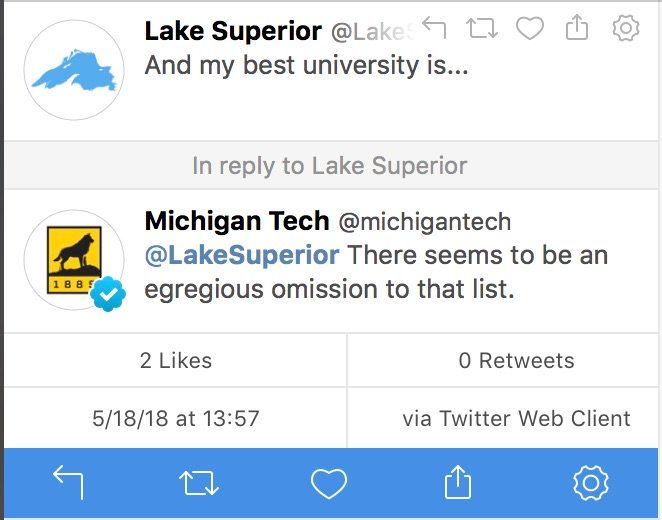 Lake Superior @Lake
And my best university is...
In reply to Lake Superior
Michigan Tech @michigantech
@LakeSuperior There seems to be an
egregious omission to that list.
1885
2 Likes
0 Retweets
5/18/18 at 13:57
via Twitter Web Client